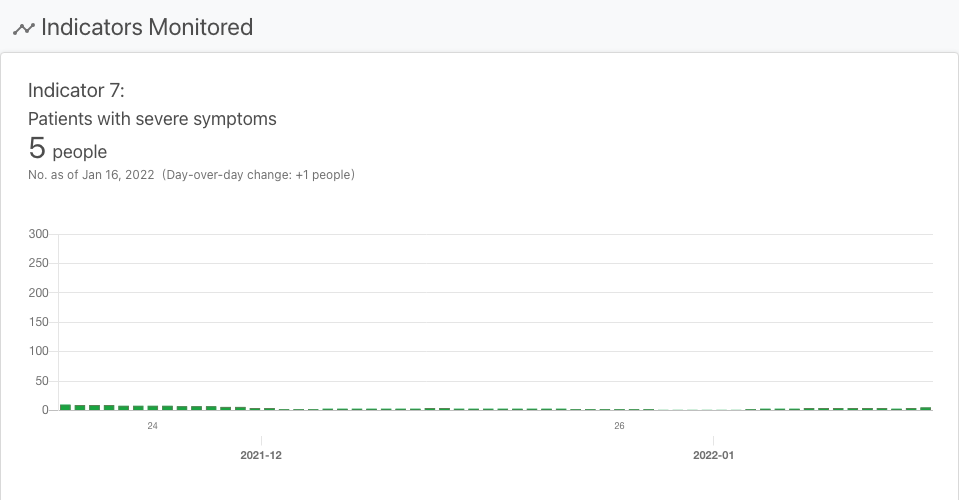 Indicators Monitored
Indicator 7:
Patients with severe symptoms
5 people
No. as of Jan 16, 2022 (Day-over-day change: +1 people)
300
250
200
150
100
50
0
24
26
2021-12
2022-01